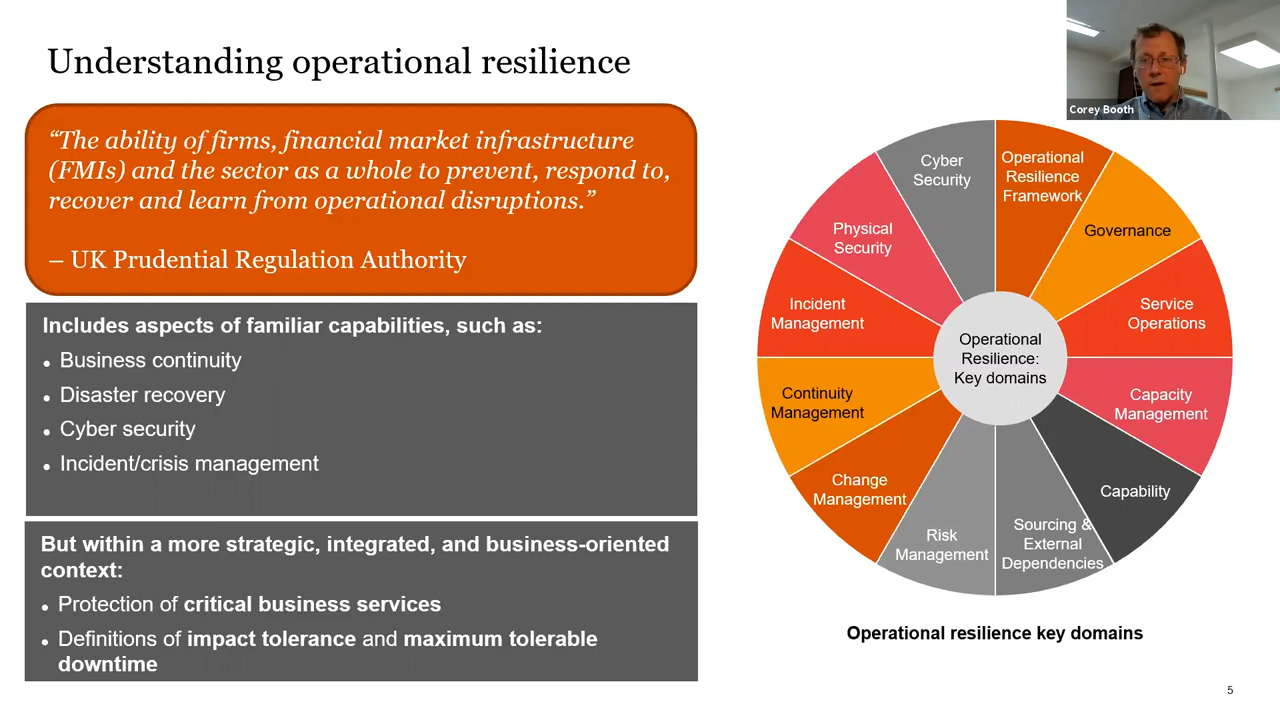 Understanding operational resilience
“The ability of firms, financial market infrastructure
(FMIs) and the sector as a whole to prevent, respond to,
recover and learn from operational disruptions.”
– UK Prudential Regulation Authority
Includes aspects of familiar capabilities, such as:
• Business continuity
• Disaster recovery
• Cyber security
• Incident/crisis management
But within a more strategic, integrated, and business-oriented
context:
• Protection of critical business services
• Definitions of impact tolerance and maximum tolerable
downtime
Corey Booth
Operational
Resilience
Framework
Governance
Service
Operations
Capacity
Management
Capability
Sourcing &
External
Dependencies
Risk
Management
Change
Management
Continuity
Management
Incident
Management
Physical
Security
Cyber
Security
Operational
Resilience:
Key domains
Operational resilience key domains
5